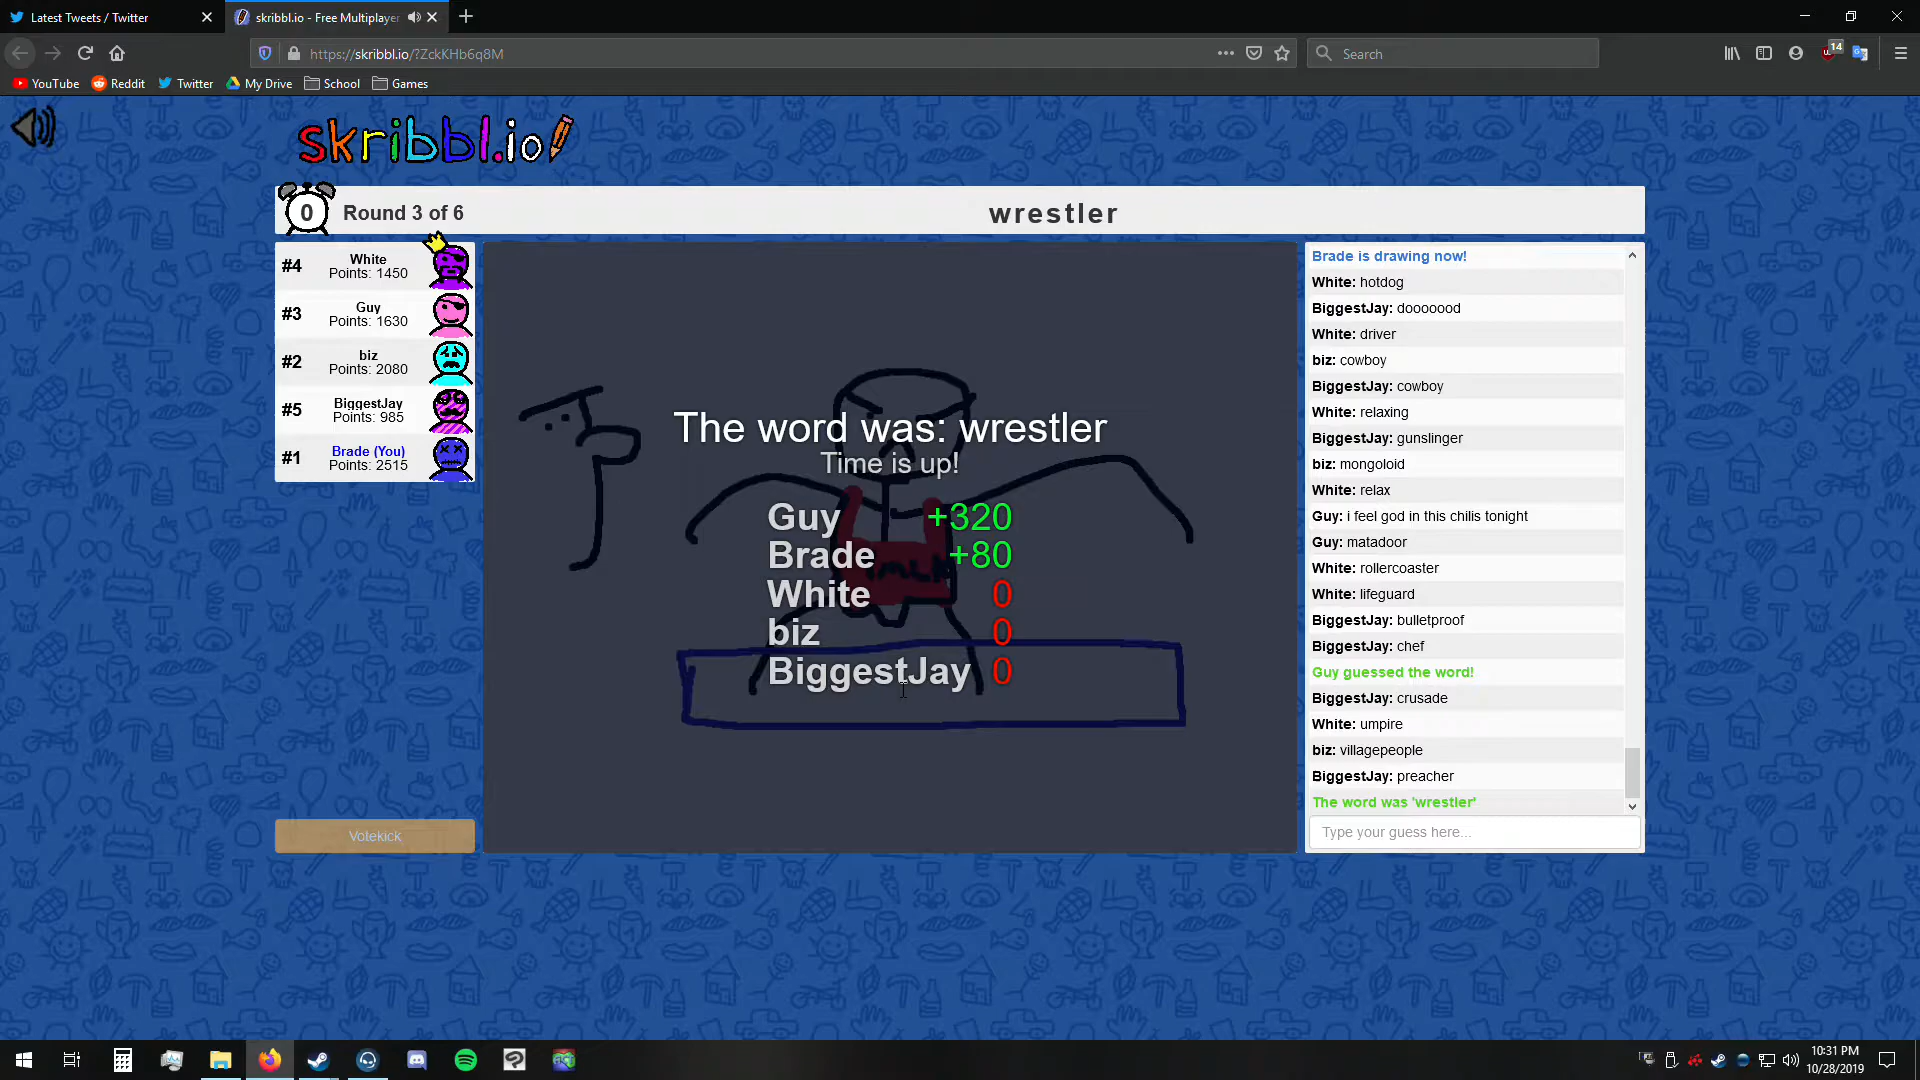 Latest Tweets / Twitter
skribbl.io - Free Multiplayer
https://skribbl.io/?ZckKHb6q8M
Search
14
YouTube
Reddit
Twitter
My Drive
School
Games
skribbl.io
0
Round 3 of 6
wrestler
#4
White
Points: 1450
#3
Guy
Points: 1630
#2
biz
Points: 2080
#5
BiggestJay
Points: 985
#1
Brade (You)
Points: 2515
Votekick
The word was: wrestler
Time is up!
Guy +320
Brade +80
White 0
biz 0
BiggestJay 0
Brade is drawing now!
White: hotdog
BiggestJay: dooooood
White: driver
biz: cowboy
BiggestJay: cowboy
White: relaxing
BiggestJay: gunslinger
biz: mongoloid
White: relax
Guy: i feel god in this chilis tonight
Guy: matadoor
White: rollercoaster
White: lifeguard
BiggestJay: bulletproof
BiggestJay: chef
Guy guessed the word!
BiggestJay: crusade
White: umpire
biz: villagepeople
BiggestJay: preacher
The word was 'wrestler'
Type your guess here...
10:31 PM
10/28/2019